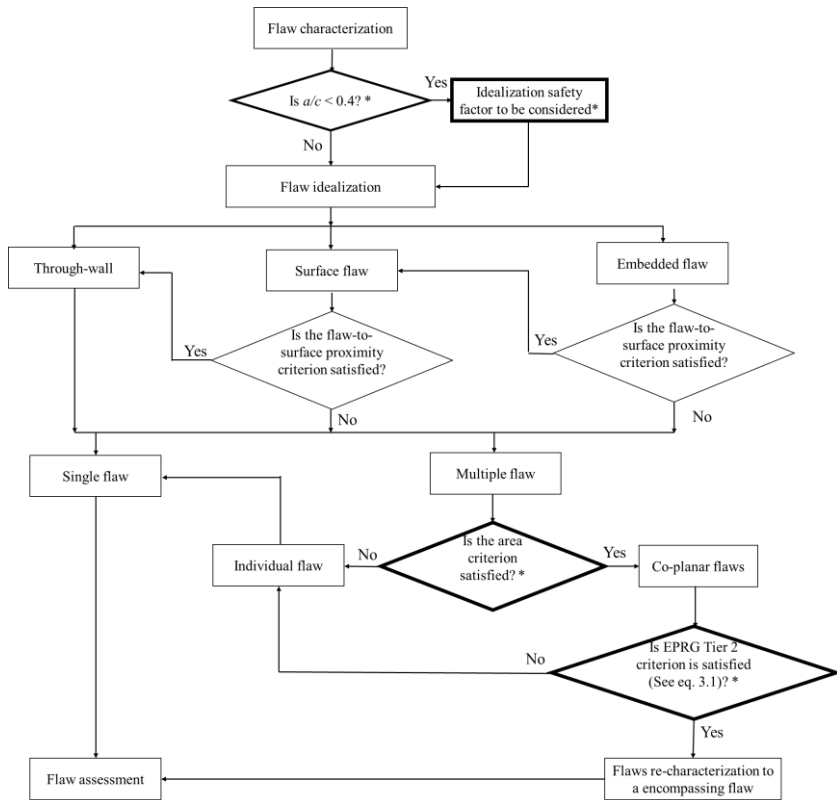 Flaw characterization
Is a/c < 0.4? *
Yes
Idealization safety
factor to be considered*
No
Flaw idealization
Through-wall
Surface flaw
Embedded flaw
Is the flaw-to-
surface proximity
criterion satisfied?
Yes
Is the flaw-to-
surface proximity
criterion satisfied?
Yes
No
No
Single flaw
Multiple flaw
Is the area
criterion
satisfied? *
No
Yes
Individual flaw
Co-planar flaws
Is EPRG Tier 2
criterion is satisfied
(See eq. 3.1)? *
No
Yes
Flaw assessment
Flaws re-characterization to
a encompassing flaw